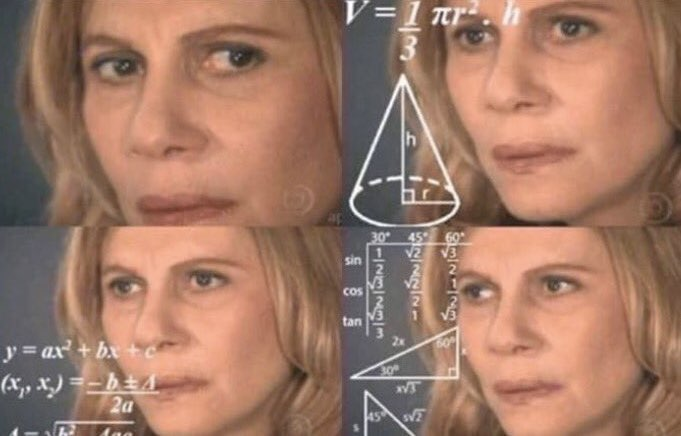 V = 1/3 πr². h
h
r
y = ax² + bx + c
(x₁, x₂) = -b ± Δ
2a
30° 45° 60°
sin 1/2 √2/2 √3/2
cos √3/2 √2/2 1/2
tan √3/3 1 √3
2x 60° x
30°
x√3
45° s√2
s